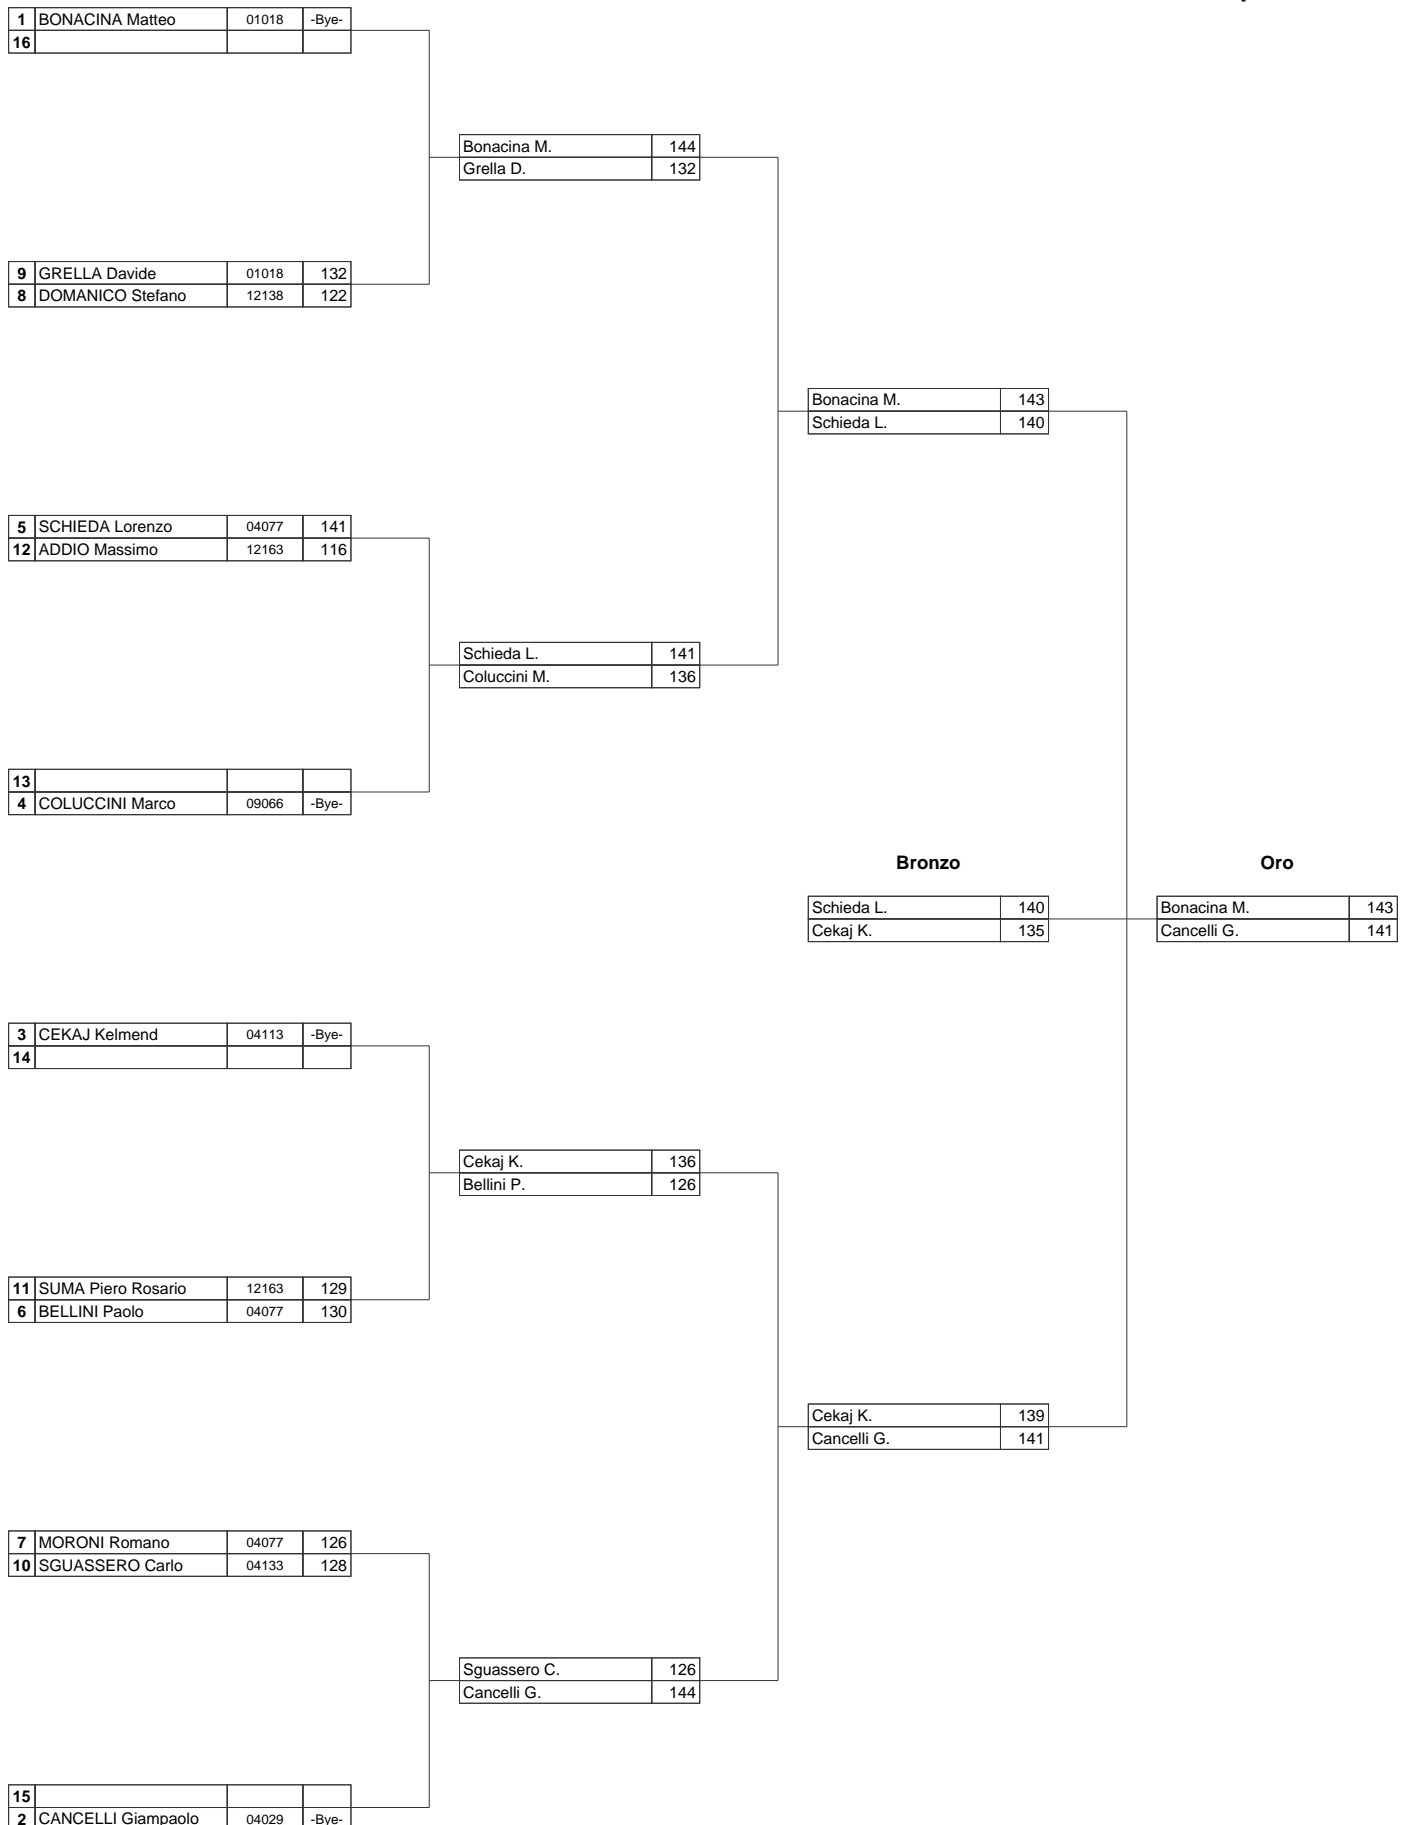 1 BONACINA Matteo 01018 -Bye-
16
Bonacina M. 144
Grella D. 132
9 GRELLA Davide 01018 132
8 DOMANICO Stefano 12138 122
Bonacina M. 143
Schieda L. 140
5 SCHIEDA Lorenzo 04077 141
12 ADDIO Massimo 12163 116
Schieda L. 141
Coluccini M. 136
13
4 COLUCCINI Marco 09066 -Bye-
Bronzo Oro
Schieda L. 140 Bonacina M. 143
Cekaj K. 135 Cancelli G. 141
3 CEKAJ Kelmend 04113 -Bye-
14
Cekaj K. 136
Bellini P. 126
11 SUMA Piero Rosario 12163 129
6 BELLINI Paolo 04077 130
Cekaj K. 139
Cancelli G. 141
7 MORONI Romano 04077 126
10 SGUASSERO Carlo 04133 128
Sguassero C. 126
Cancelli G. 144
15
2 CANCELLI Giampaolo 04029 -Bye-